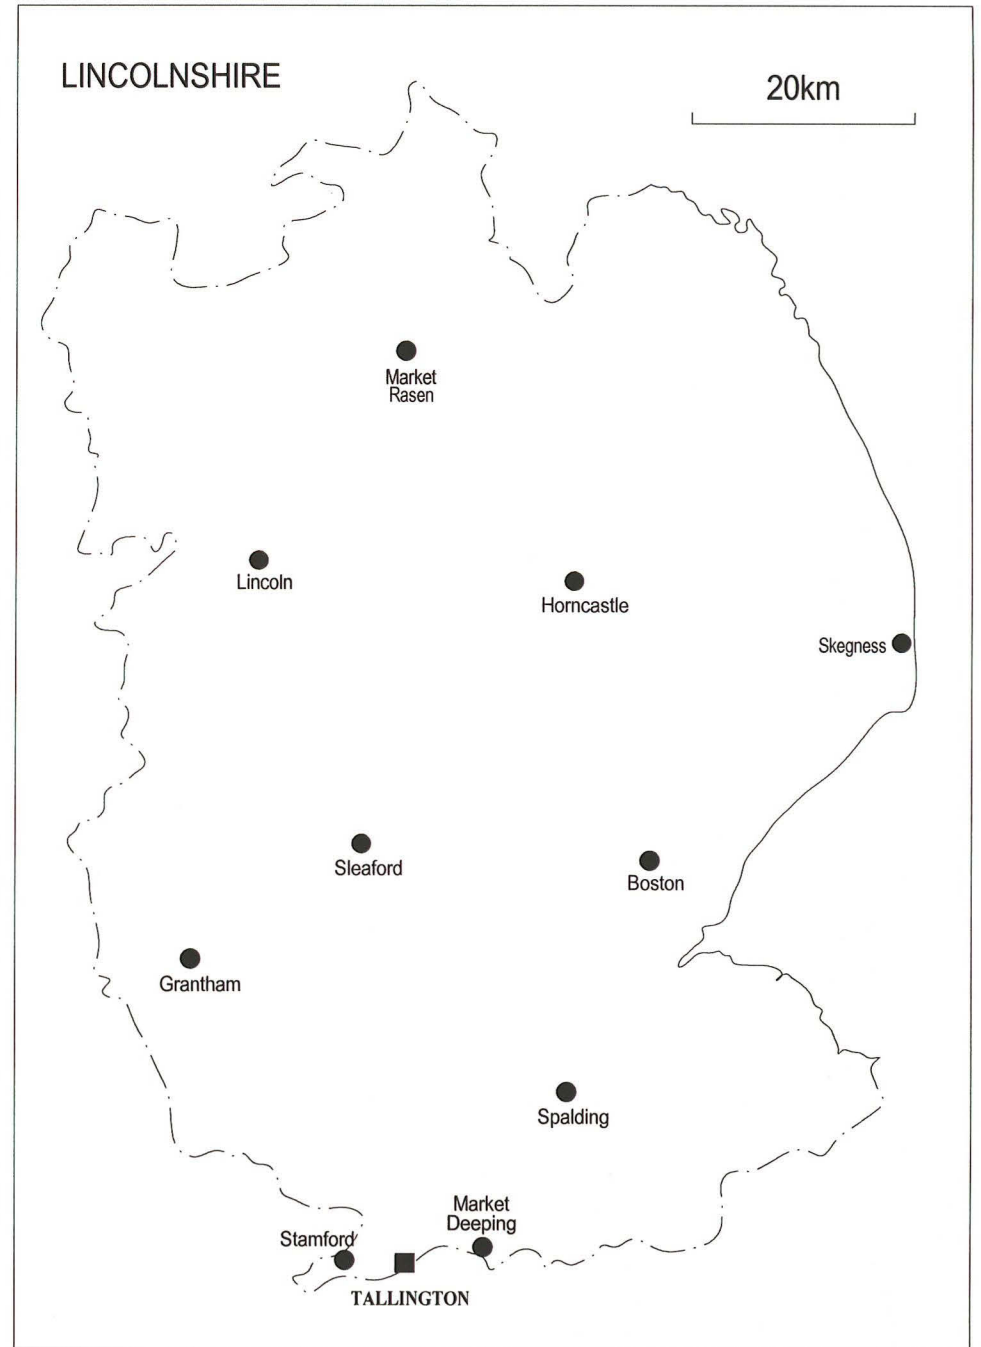 LINCOLNSHIRE
20km
Market
Rasen
Lincoln
Horncastle
Skegness
Sleaford
Boston
Grantham
Spalding
Market
Deeping
Stamford
TALLINGTON